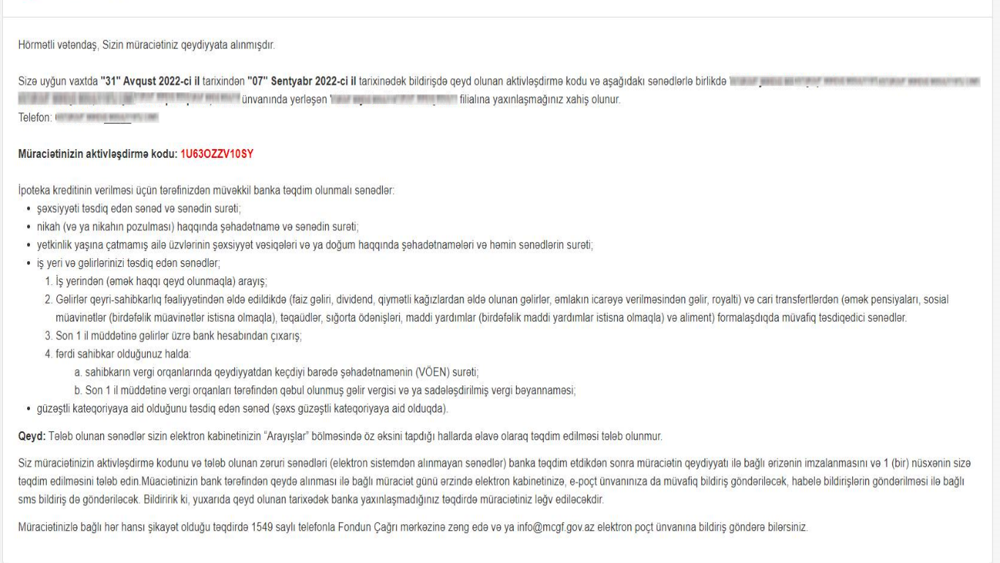 Hörmətli vətəndaş, Sizin müraciətiniz qeydiyyata alınmışdır.
Sizə uyğun vaxtda "31" Avqust 2022-ci il tarixindən "07" Sentyabr 2022-ci il tarixinədək bildirişdə qeyd olunan aktivləşdirmə kodu və aşağıdakı sənədlərlə birlikdə
ünvanında yerləşən filialına yaxınlaşmağınız xahiş olunur.
Telefon:
Müraciətinizin aktivləşdirmə kodu: 1U63OZZV10SY
İpoteka kreditinin verilməsi üçün tərəfinizdən müvəkkil banka təqdim olunmalı sənədlər:
• şəxsiyyəti təsdiq edən sənəd və sənədin surəti;
• nikah (və ya nikahın pozulması) haqqında şəhadətnamə və sənədin surəti;
• yetkinlik yaşına çatmamış ailə üzvlərinin şəxsiyyət vəsiqələri və ya doğum haqqında şəhadətnamələri və həmin sənədlərin surəti;
• iş yeri və gəlirlərinizi təsdiq edən sənədlər;
1. İş yerindən (əmək haqqı qeyd olunmaqla) arayış;
2. Gəlirlər qeyri-sahibkarlıq fəaliyyətindən əldə edildikdə (faiz gəliri, dividend, qiymətli kağızlardan əldə olunan gəlirlər, əmlakın icarəyə verilməsindən gəlir, royalti) və cari transfertlərdən (əmək pensiyaları, sosial
müavinətlər (birdəfəlik müavinətlər istisna olmaqla), təqaüdlər, sığorta ödənişləri, maddi yardımlar (birdəfəlik maddi yardımlar istisna olmaqla) və aliment) formalaşdıqda müvafiq təsdiqedici sənədlər.
3. Son 1 il müddətinə gəlirlər üzrə bank hesabından çıxarış;
4. fərdi sahibkar olduğunuz halda:
a. sahibkarın vergi orqanlarında qeydiyyatdan keçdiyi barədə şəhadətnamənin (VÖEN) surəti;
b. Son 1 il müddətinə vergi orqanları tərəfindən qəbul olunmuş gəlir vergisi və ya sadələşdirilmiş vergi bəyannaməsi;
• güzəştli kateqoriyaya aid olduğunu təsdiq edən sənəd (şəxs güzəştli kateqoriyaya aid olduqda).
Qeyd: Tələb olunan sənədlər sizin elektron kabinetinizin “Arayışlar” bölməsində öz əksini tapdığı hallarda əlavə olaraq təqdim edilməsi tələb olunmur.
Siz müraciətinizin aktivləşdirmə kodunu və tələb olunan zəruri sənədləri (elektron sistemdən alınmayan sənədlər) banka təqdim etdikdən sonra müraciətin qeydiyyatı ilə bağlı ərizənin imzalanmasını və 1 (bir) nüsxənin sizə
təqdim edilməsini tələb edin.Müaciətinizin bank tərəfindən qeydə alınması ilə bağlı müraciət günü ərzində elektron kabinetinizə, e-poçt ünvanınıza da müvafiq bildiriş göndəriləcək, habelə bildirişlərin göndərilməsi ilə bağlı
sms bildiriş də göndəriləcək. Bildiririk ki, yuxarıda qeyd olunan tarixədək banka yaxınlaşmadığınız təqdirdə müraciətiniz ləğv ediləcəkdir.
Müraciətinizlə bağlı hər hansı şikayət olduğu təqdirdə 1549 saylı telefonla Fondun Çağrı mərkəzinə zəng edə və ya info@mcgf.gov.az elektron poçt ünvanına bildiriş göndərə bilərsiniz.